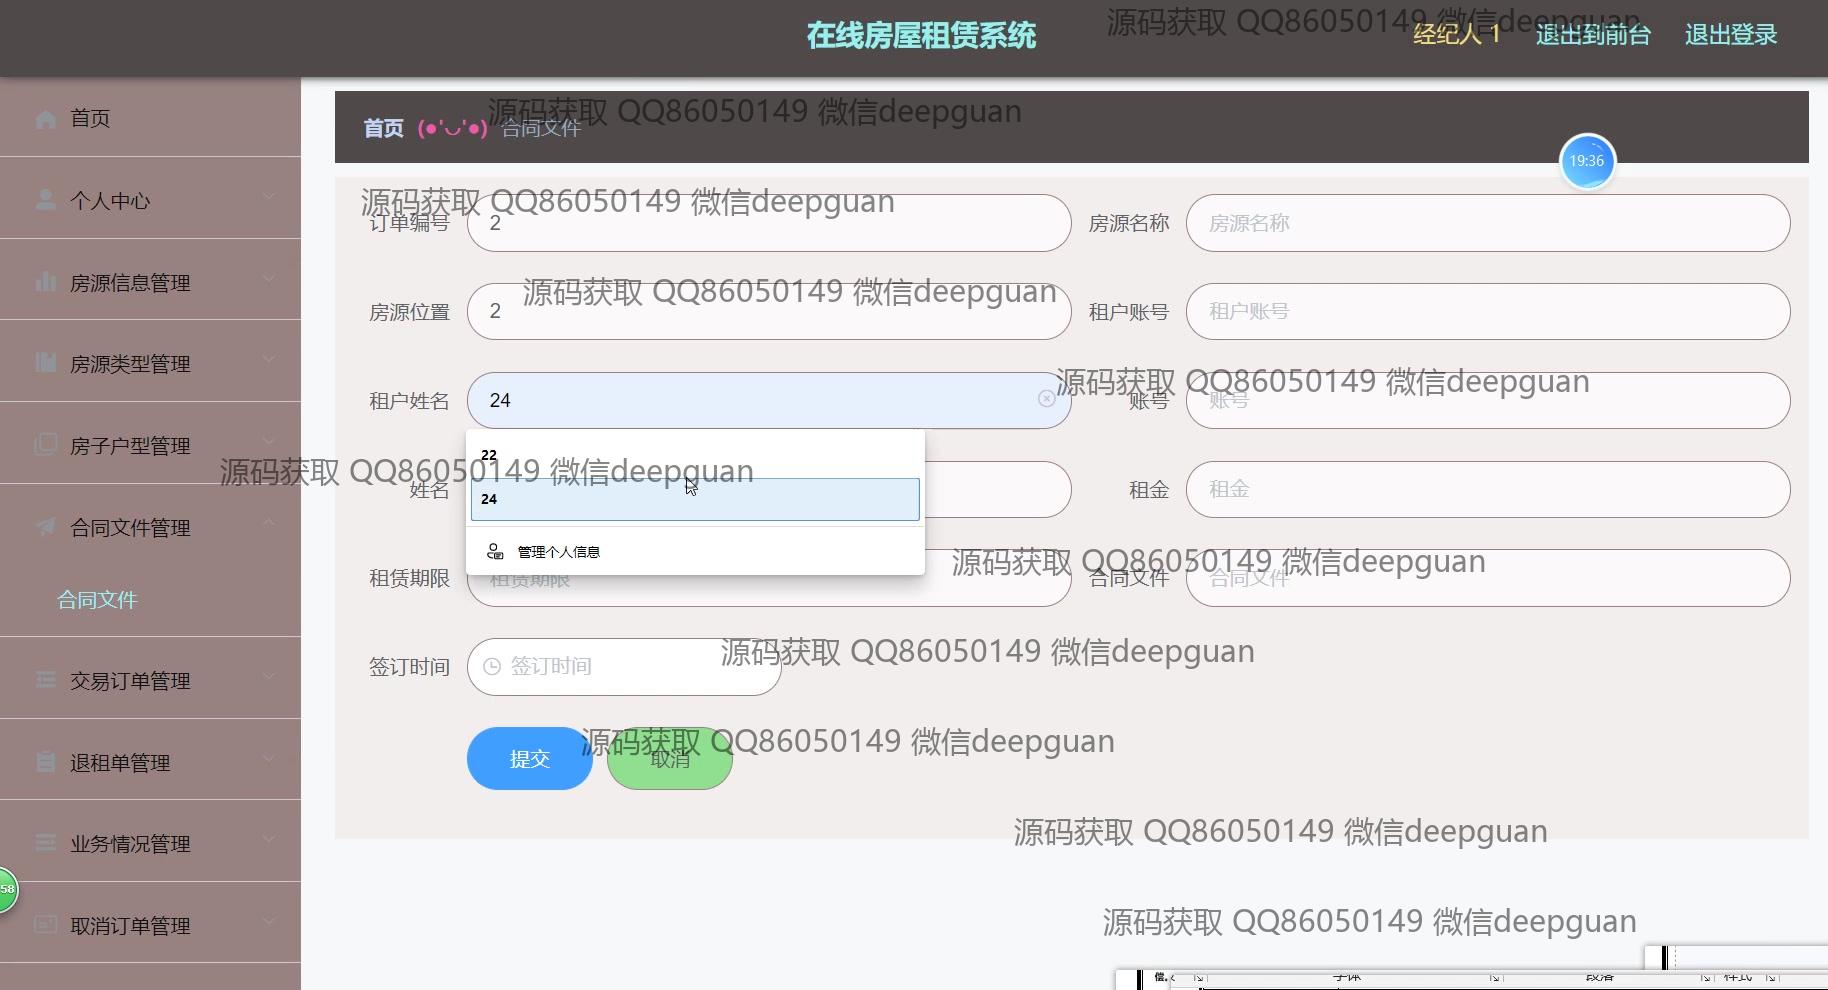 在线房屋租赁系统
源码获取 QQ86050149 微信deepguan
经纪人 1
退出到前台
退出登录
首页
个人中心
房源信息管理
房源类型管理
房子户型管理
合同文件管理
合同文件
交易订单管理
退租单管理
业务情况管理
取消订单管理
58
首页 (●'◡'●) 合同文件
源码获取 QQ86050149 微信deepguan
19:36
源码获取 QQ86050149 微信deepguan
订单编号 2
房源名称 房源名称
源码获取 QQ86050149 微信deepguan
房源位置 2
租户账号 租户账号
源码获取 QQ86050149 微信deepguan
租户姓名 24
账号 账号
22
源码获取 QQ86050149 微信deepguan
姓名
24
租金 租金
管理个人信息
源码获取 QQ86050149 微信deepguan
租赁期限 租赁期限
合同文件 合同文件
源码获取 QQ86050149 微信deepguan
签订时间 签订时间
源码获取 QQ86050149 微信deepguan
提交
取消
源码获取 QQ86050149 微信deepguan
源码获取 QQ86050149 微信deepguan
字体
段落
样式